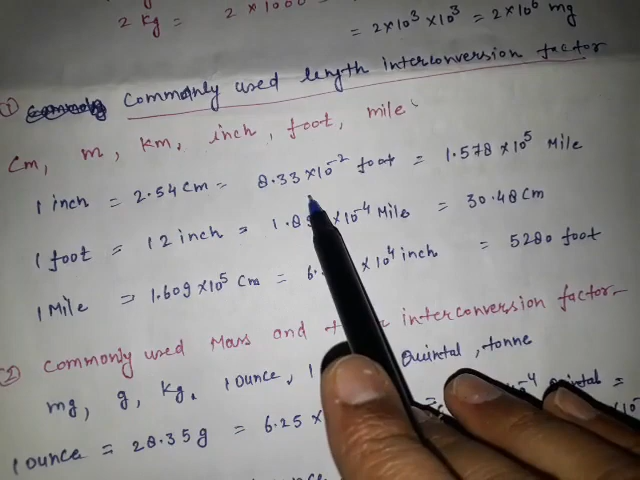 2 Kg = 2 × 1000
= 2×10³ ×10³ = 2×10⁶ mg
① Commonly used length interconversion factor
Cm, m, Km, inch, foot, mile
1 inch = 2.54 Cm = 8.33×10⁻² foot = 1.578×10⁵ Mile
1 foot = 12 inch = ×10⁻⁴ Mile = 30.48 Cm
1 Mile = 1.609×10⁵ Cm = ×10⁴ inch = 5280 foot
② Commonly used Mass and interconversion factor
mg, g, Kg, 1 ounce, Quintal, tonne
1 ounce = 28.35 g = 6.25 × ⁻⁴ quintal =